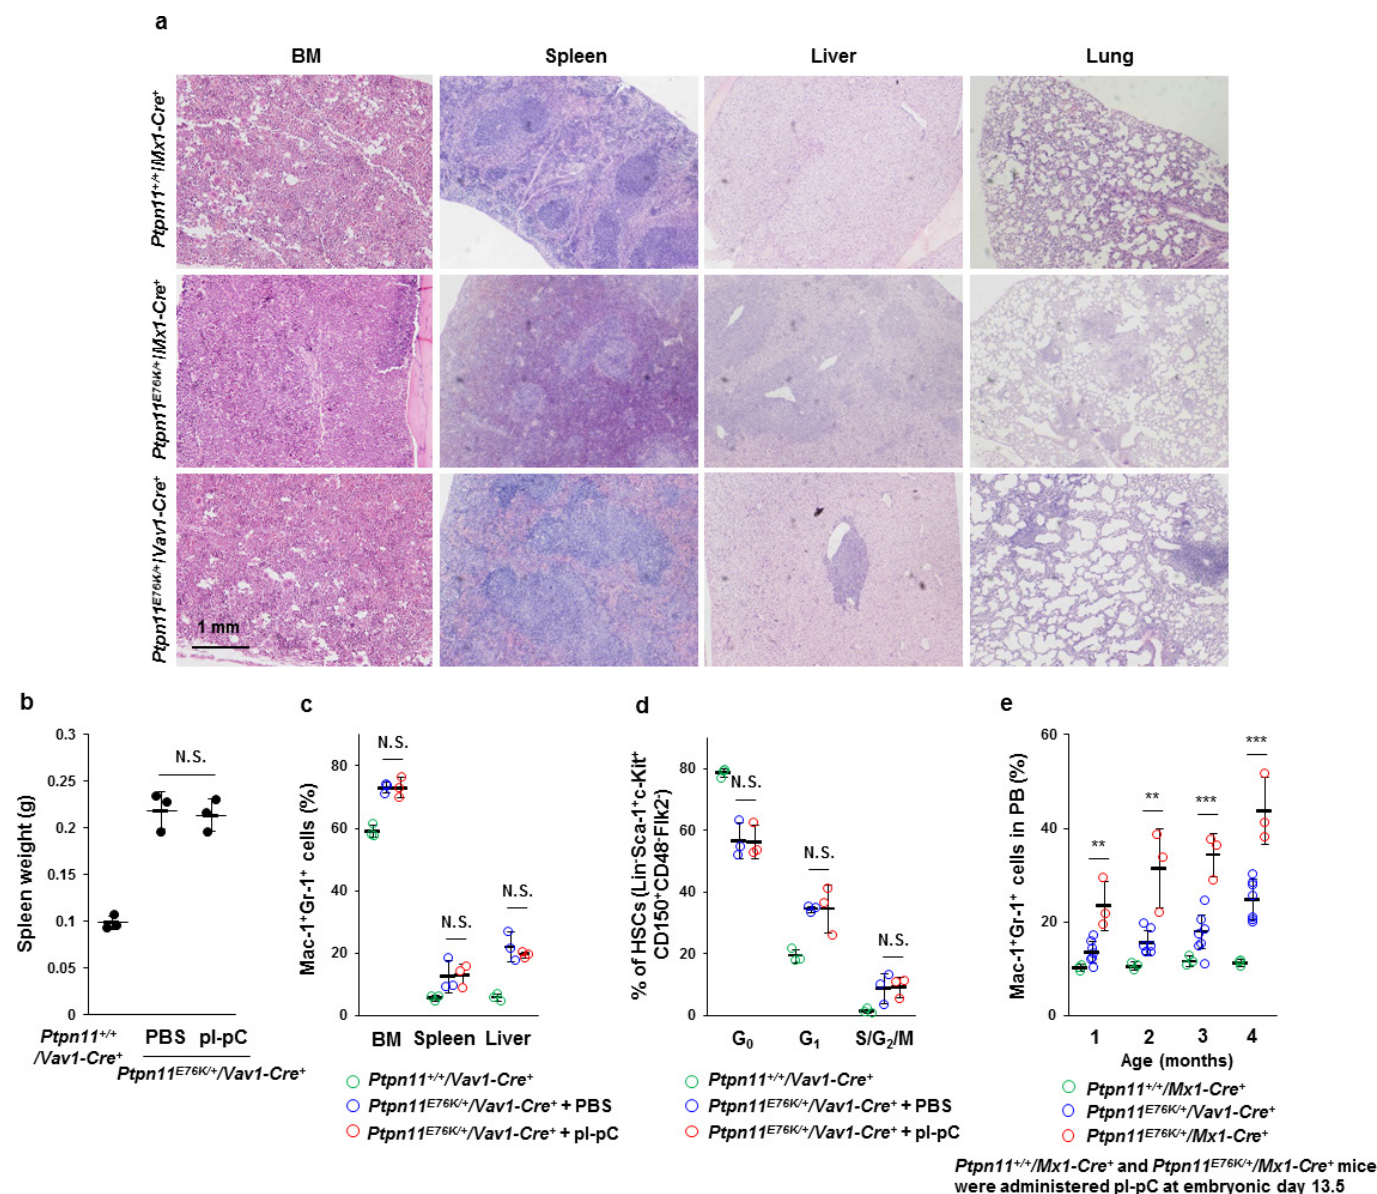 a
BM Spleen Liver Lung
Ptpn11+/+/Mx1-Cre+
Ptpn11E76K/+/Mx1-Cre+
Ptpn11E76K/+/Vav1-Cre+
1 mm
b
Spleen weight (g)
0.3
0.25
0.2
0.15
0.1
0.05
0
N.S.
Ptpn11+/+
/Vav1-Cre+
PBS pI-pC
Ptpn11E76K/+/Vav1-Cre+
c
Mac-1+Gr-1+ cells (%)
80
60
40
20
0
N.S.
N.S.
N.S.
BM Spleen Liver
Ptpn11+/+/Vav1-Cre+
Ptpn11E76K/+/Vav1-Cre+ + PBS
Ptpn11E76K/+/Vav1-Cre+ + pI-pC
d
% of HSCs (Lin-Sca-1+c-Kit+
CD150+CD48-Flk2-)
80
60
40
20
0
N.S.
N.S.
N.S.
G0 G1 S/G2/M
Ptpn11+/+/Vav1-Cre+
Ptpn11E76K/+/Vav1-Cre+ + PBS
Ptpn11E76K/+/Vav1-Cre+ + pI-pC
e
Mac-1+Gr-1+ cells in PB (%)
60
40
20
0
**
**
***
***
1 2 3 4
Age (months)
Ptpn11+/+/Mx1-Cre+
Ptpn11E76K/+/Vav1-Cre+
Ptpn11E76K/+/Mx1-Cre+
Ptpn11+/+/Mx1-Cre+ and Ptpn11E76K/+/Mx1-Cre+ mice
were administered pI-pC at embryonic day 13.5